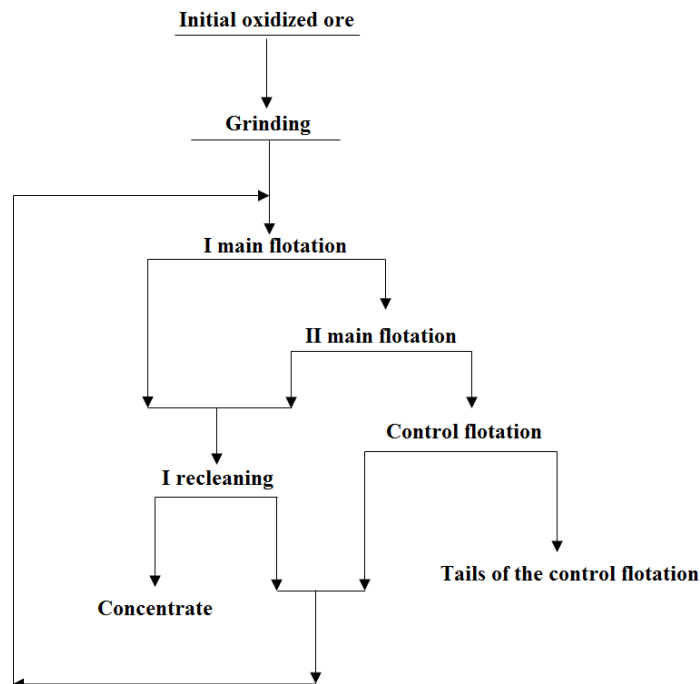 Initial oxidized ore
Grinding
I main flotation
II main flotation
Control flotation
I recleaning
Tails of the control flotation
Concentrate